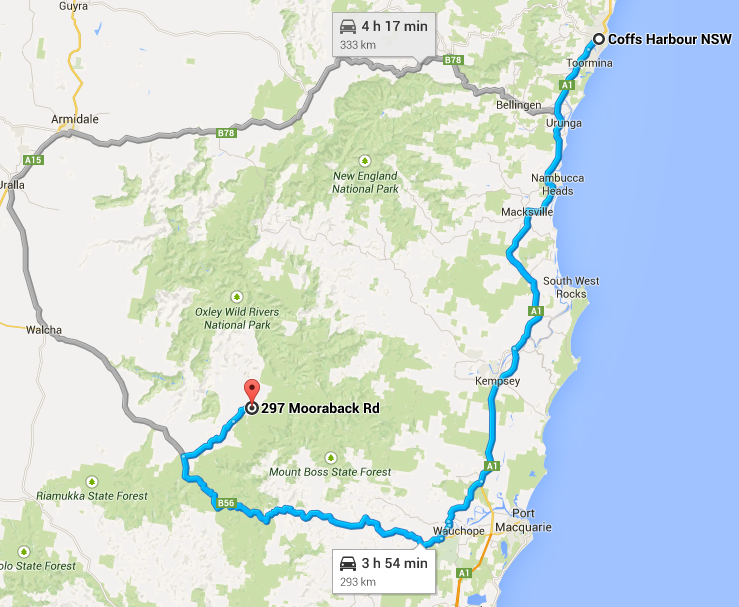 Guyra
4 h 17 min
333 km
Coffs Harbour NSW
Toormina
B78
A1
Bellingen
Armidale
Urunga
B78
A15
New England
National Park
Uralla
Nambucca
Heads
Macksville
South West
Rocks
Oxley Wild Rivers
National Park
A1
Walcha
Kempsey
297 Mooraback Rd
Mount Boss State Forest
A1
Riamukka State Forest
B56
Port
Macquarie
Wauchope
olo State Forest
3 h 54 min
293 km
A1